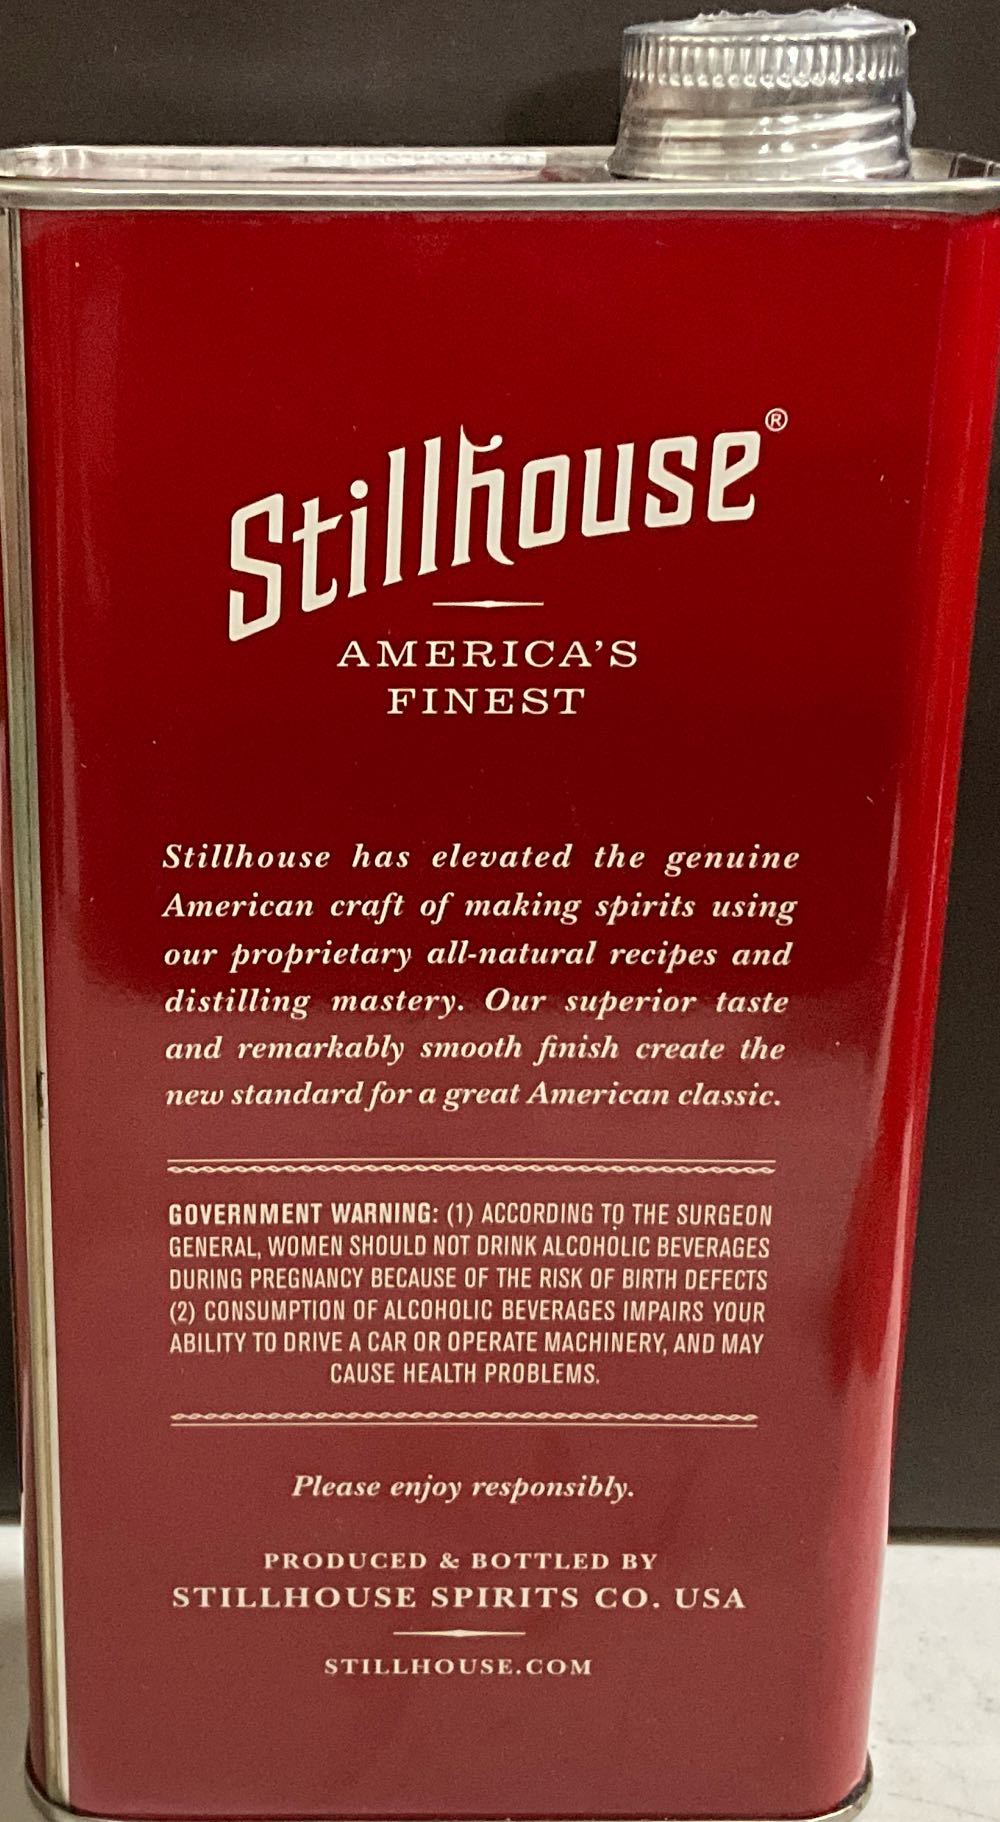 Stillhouse®
AMERICA'S
FINEST
Stillhouse has elevated the genuine
American craft of making spirits using
our proprietary all-natural recipes and
distilling mastery. Our superior taste
and remarkably smooth finish create the
new standard for a great American classic.
GOVERNMENT WARNING: (1) ACCORDING TO THE SURGEON
GENERAL, WOMEN SHOULD NOT DRINK ALCOHOLIC BEVERAGES
DURING PREGNANCY BECAUSE OF THE RISK OF BIRTH DEFECTS
(2) CONSUMPTION OF ALCOHOLIC BEVERAGES IMPAIRS YOUR
ABILITY TO DRIVE A CAR OR OPERATE MACHINERY, AND MAY
CAUSE HEALTH PROBLEMS.
Please enjoy responsibly.
PRODUCED & BOTTLED BY
STILLHOUSE SPIRITS CO. USA
STILLHOUSE.COM